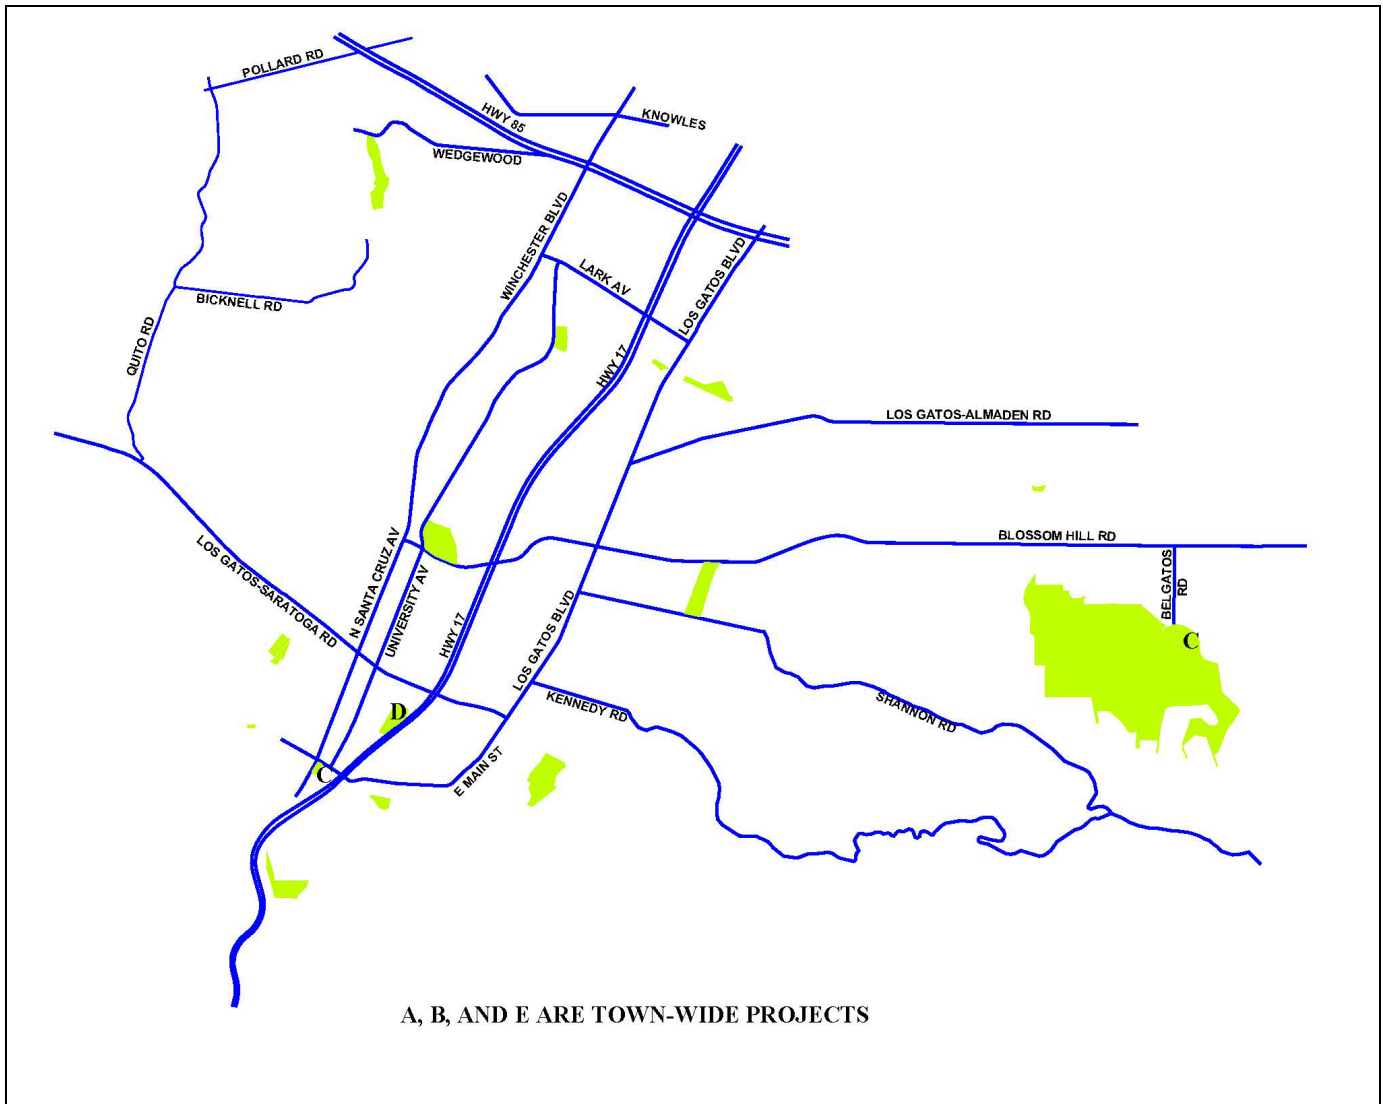 POLLARD RD
HWY 85
KNOWLES
WEDGEWOOD
WINCHESTER BLVD
LARK AV
LOS GATOS BLVD
BICKNELL RD
QUITO RD
HWY 17
LOS GATOS-ALMADEN RD
BLOSSOM HILL RD
LOS GATOS-SARATOGA RD
N SANTA CRUZ AV
UNIVERSITY AV
HWY 17
LOS GATOS BLVD
BELGATOS
RD
C
KENNEDY RD
SHANNON RD
D
C
E MAIN ST
A, B, AND E ARE TOWN-WIDE PROJECTS